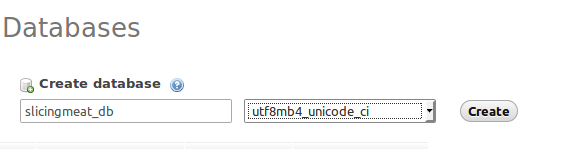 Databases
Create database
slicingmeat_db utf8mb4_unicode_ci Create